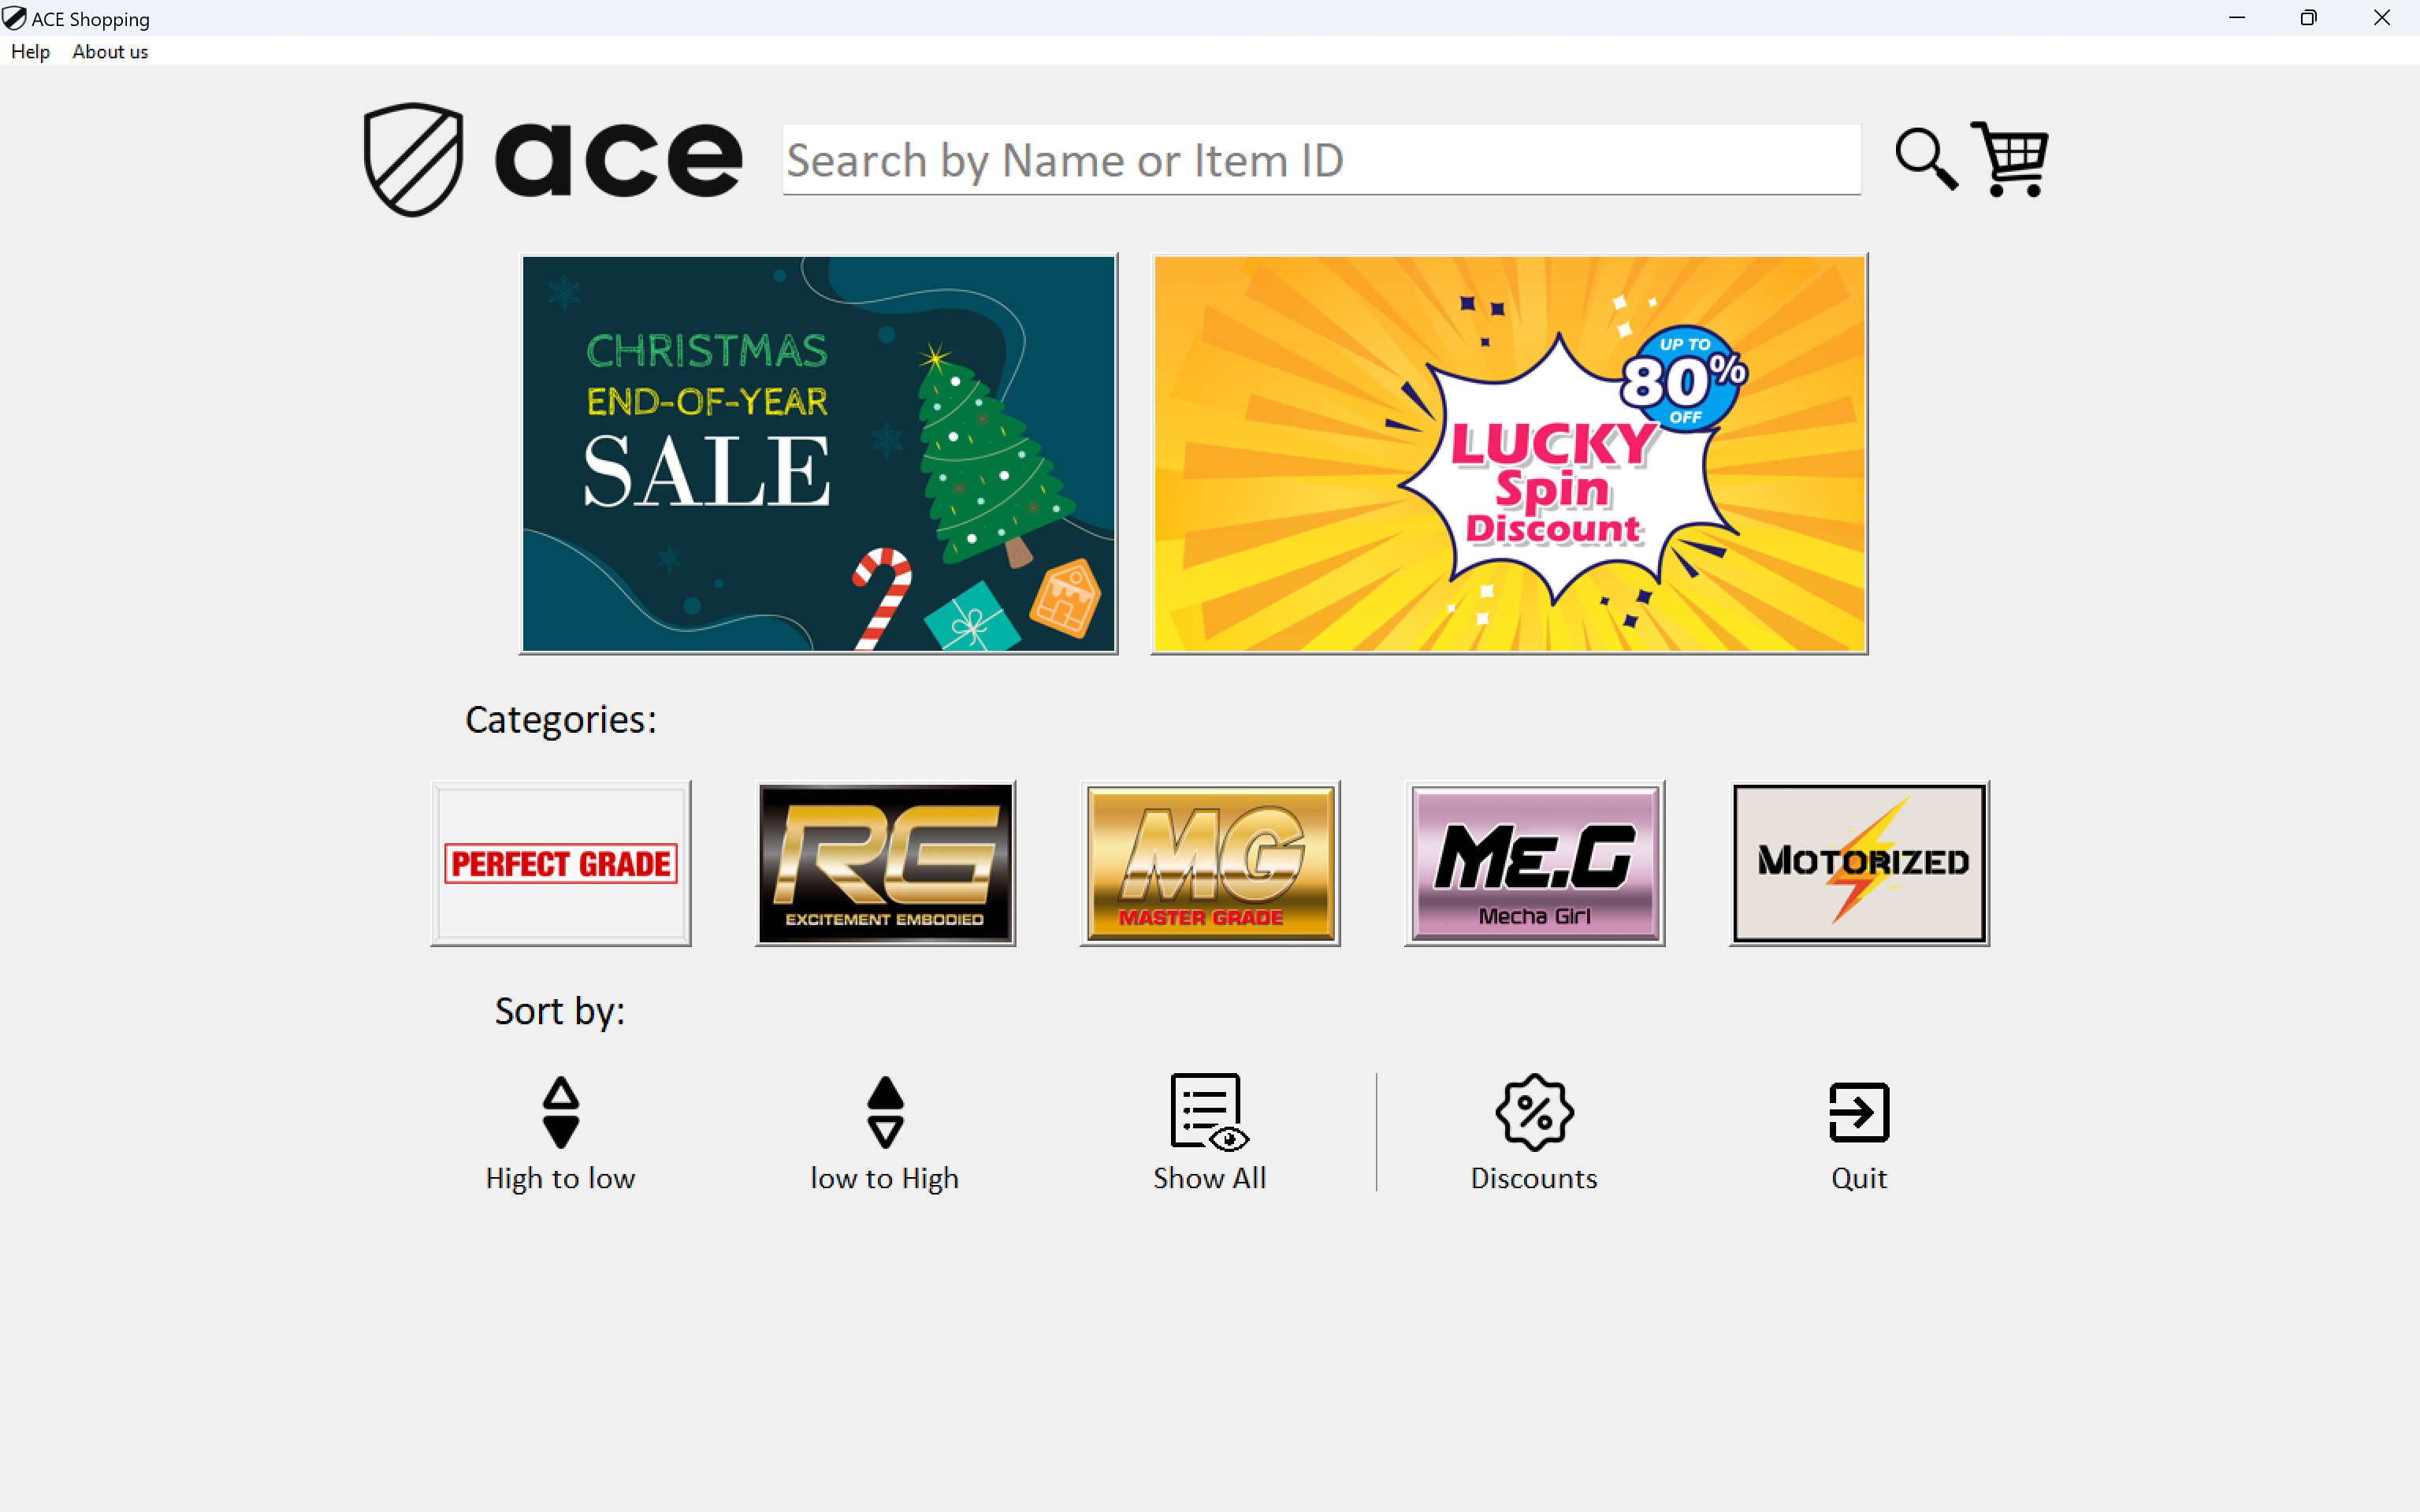 ACE Shopping
Help About us
ace
Search by Name or Item ID
CHRISTMAS
END-OF-YEAR
SALE
UP TO
80%
OFF
LUCKY
Spin
Discount
Categories:
PERFECT GRADE
RG
EXCITEMENT EMBODIED
MG
MASTER GRADE
ME.G
Mecha Girl
MOTORIZED
Sort by:
High to low
low to High
Show All
Discounts
Quit